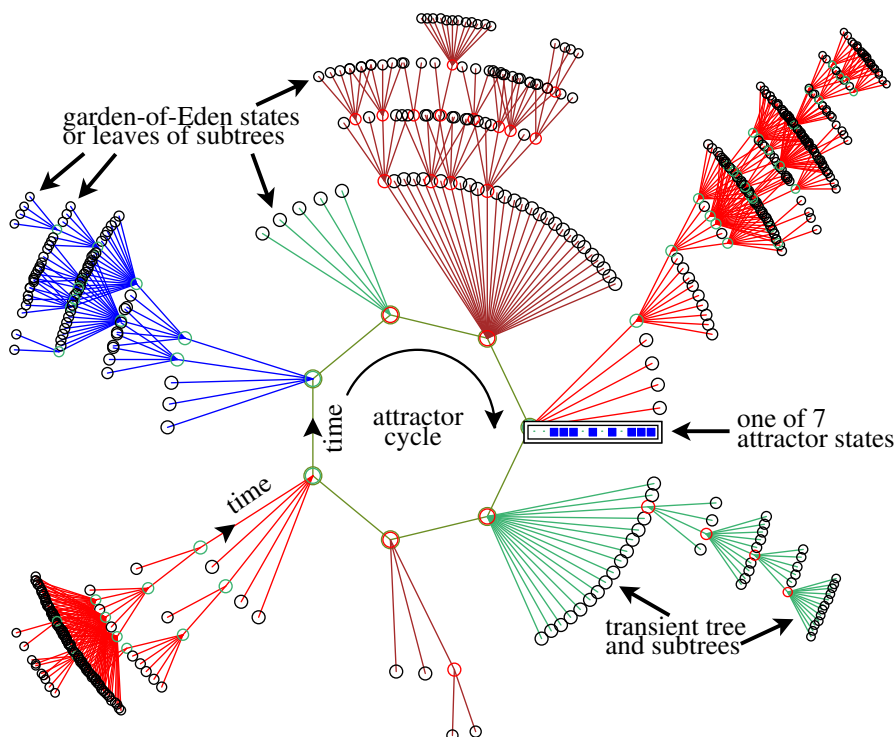 garden-of-Eden states
or leaves of subtrees
time
attractor
cycle
one of 7
attractor states
time
transient tree
and subtrees